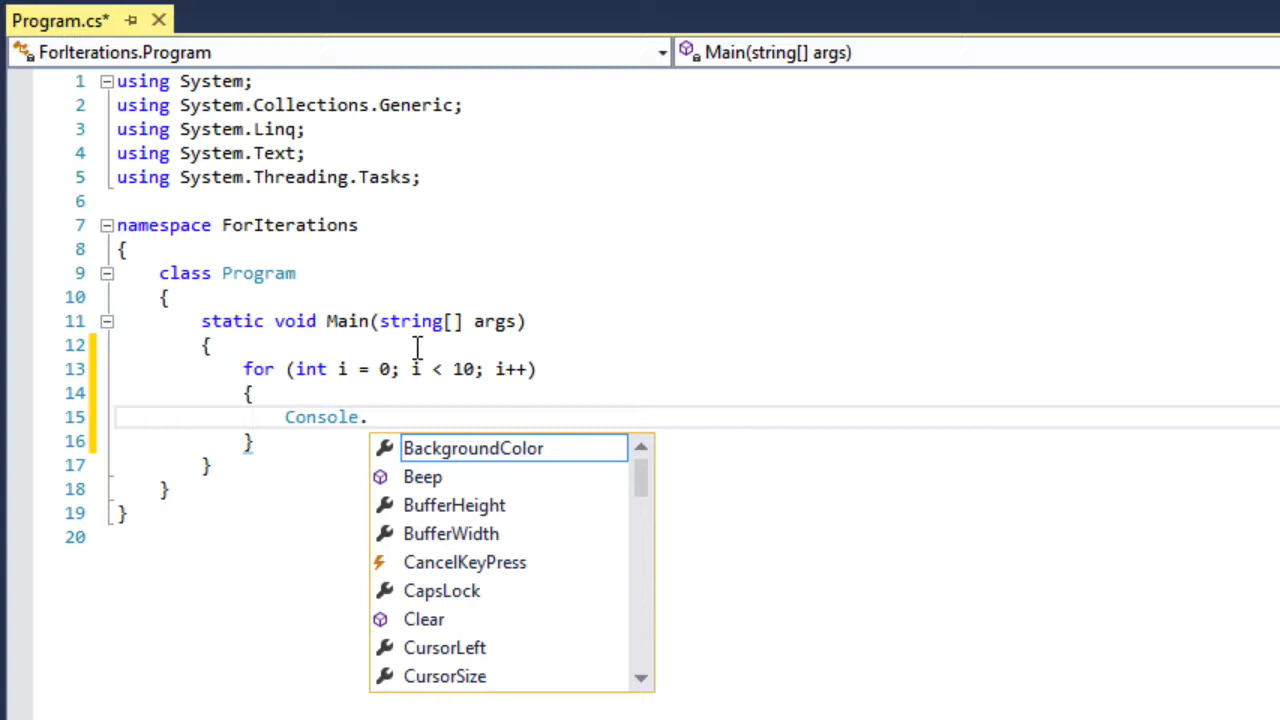 Program.cs*
ForIterations.Program
Main(string[] args)
1 using System;
2 using System.Collections.Generic;
3 using System.Linq;
4 using System.Text;
5 using System.Threading.Tasks;
6
7 namespace ForIterations
8 {
9 class Program
10 {
11 static void Main(string[] args)
12 {
13 for (int i = 0; i < 10; i++)
14 {
15 Console.
16 }
17 }
18 }
19 }
20
BackgroundColor
Beep
BufferHeight
BufferWidth
CancelKeyPress
CapsLock
Clear
CursorLeft
CursorSize